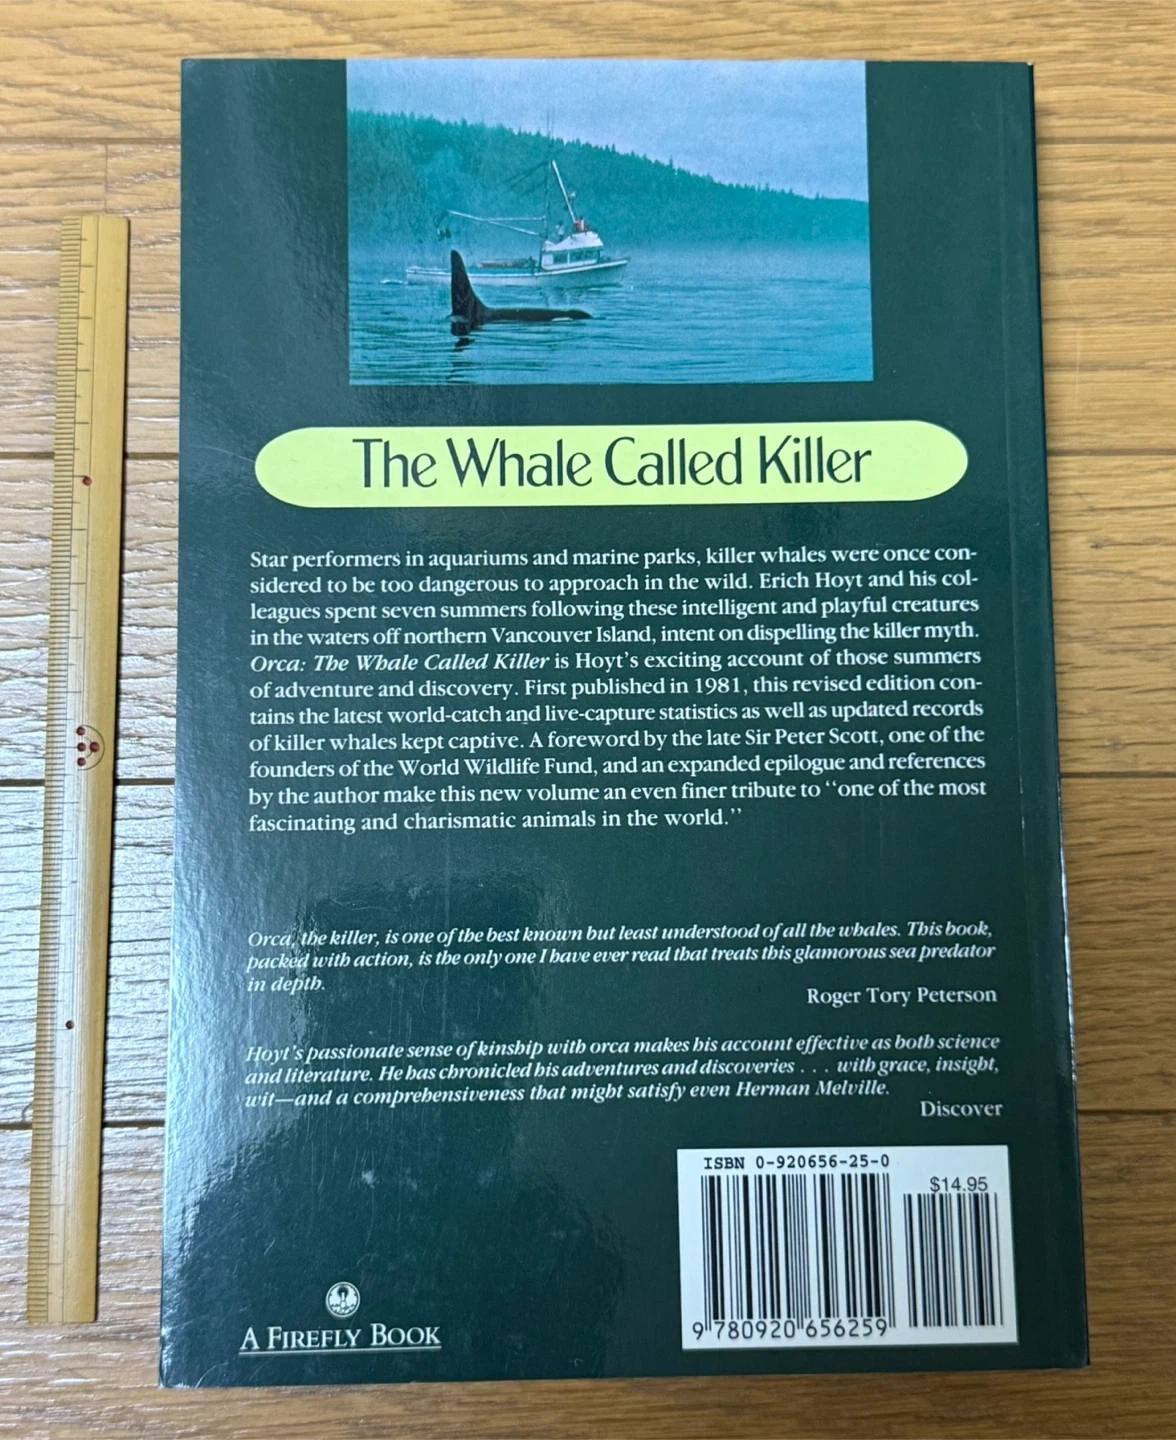 The Whale Called Killer
Star performers in aquariums and marine parks, killer whales were once con-
sidered to be too dangerous to approach in the wild. Erich Hoyt and his col-
leagues spent seven summers following these intelligent and playful creatures
in the waters off northern Vancouver Island, intent on dispelling the killer myth.
Orca: The Whale Called Killer is Hoyt's exciting account of those summers
of adventure and discovery. First published in 1981, this revised edition con-
tains the latest world-catch and live-capture statistics as well as updated records
of killer whales kept captive. A foreword by the late Sir Peter Scott, one of the
founders of the World Wildlife Fund, and an expanded epilogue and references
by the author make this new volume an even finer tribute to ‘‘one of the most
fascinating and charismatic animals in the world.’’
Orca, the killer, is one of the best known but least understood of all the whales. This book,
packed with action, is the only one I have ever read that treats this glamorous sea predator
in depth.
Roger Tory Peterson
Hoyt's passionate sense of kinship with orca makes his account effective as both science
and literature. He has chronicled his adventures and discoveries . . . with grace, insight,
wit—and a comprehensiveness that might satisfy even Herman Melville.
Discover
ISBN 0-920656-25-0
$14.95
9 780920 656259
A FIREFLY BOOK